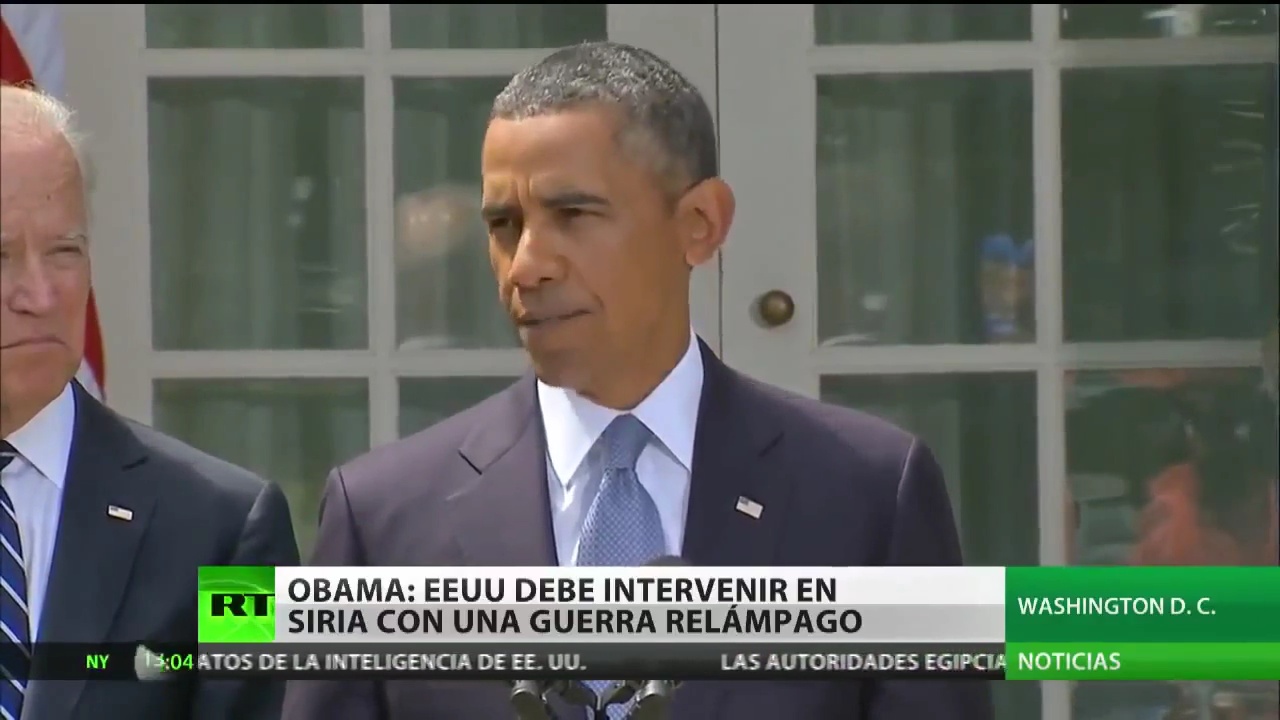 RT
OBAMA: EEUU DEBE INTERVENIR EN
SIRIA CON UNA GUERRA RELÁMPAGO
WASHINGTON D. C.
NY
:04
ATOS DE LA INTELIGENCIA DE EE. UU.
LAS AUTORIDADES EGIPCIA
NOTICIAS